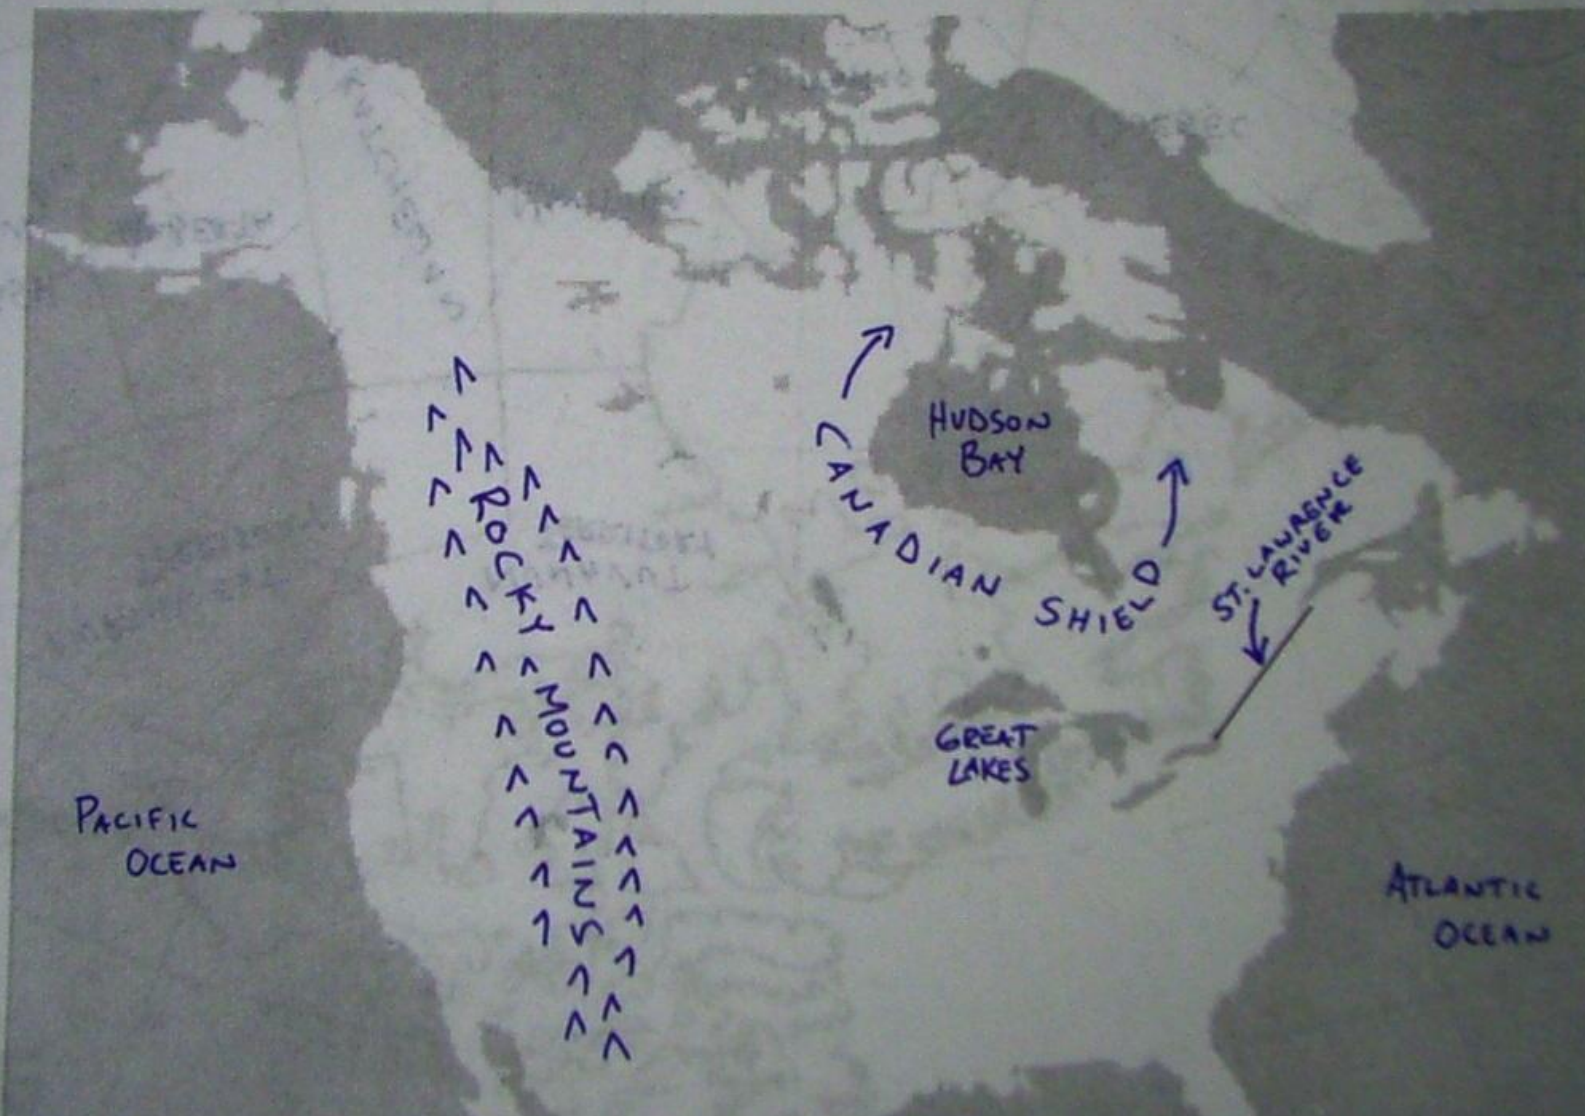 HUDSON
BAY
CANADIAN SHIELD
ST. LAWRENCE
RIVER
ROCKY MOUNTAINS
GREAT
LAKES
PACIFIC
OCEAN
ATLANTIC
OCEAN